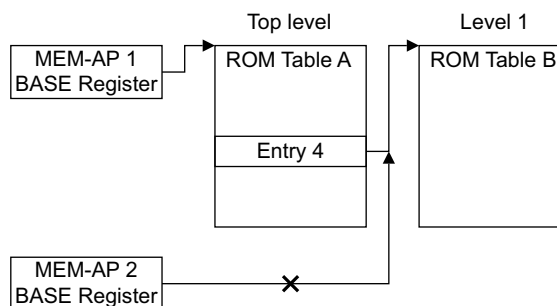 Top level
Level 1
MEM-AP 1
BASE Register
ROM Table A
ROM Table B
Entry 4
MEM-AP 2
BASE Register